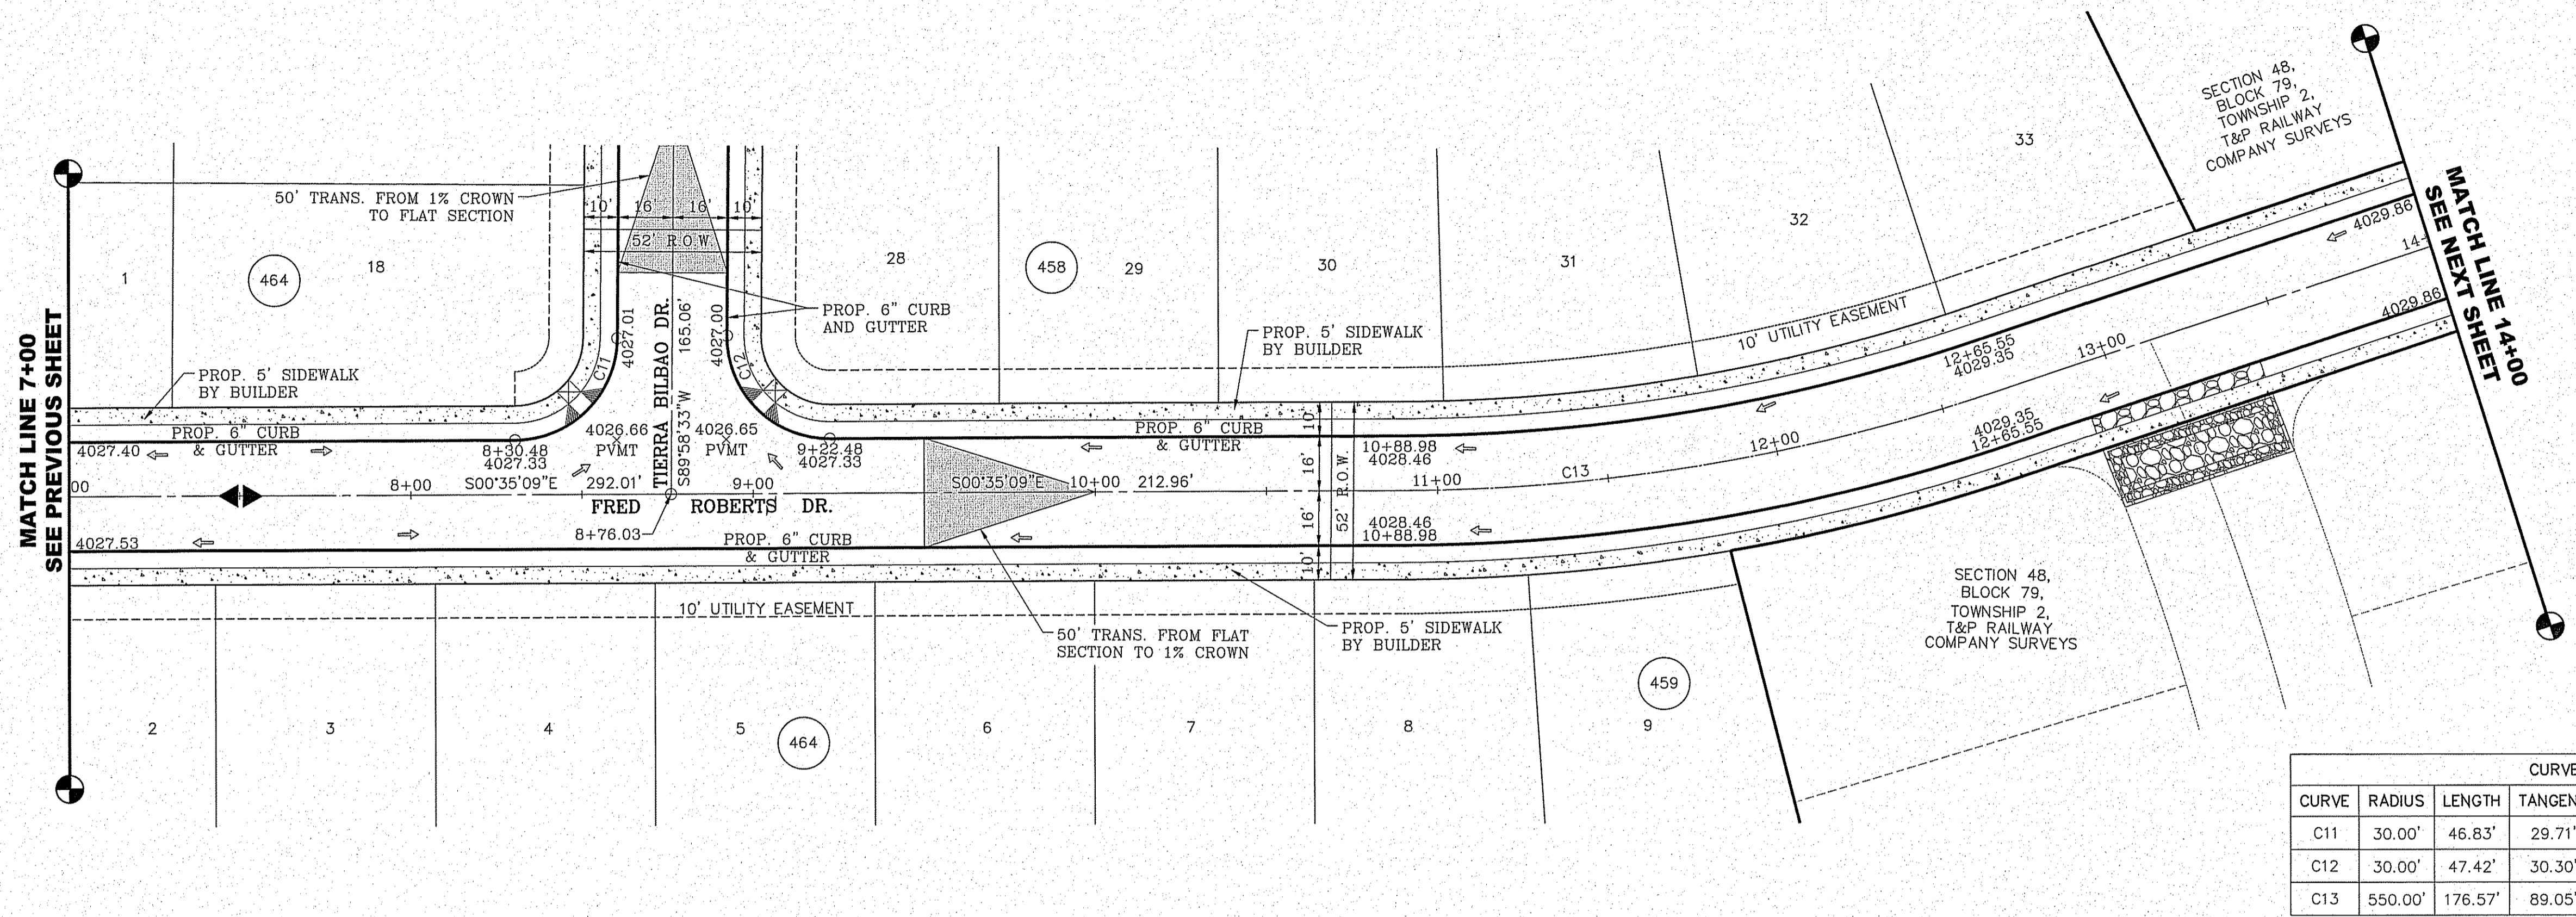 MATCH LINE 7+00
SEE PREVIOUS SHEET
1
464
18
50' TRANS. FROM 1% CROWN
TO FLAT SECTION
10'
16'
16'
10'
52' R.O.W.
28
458
29
30
31
32
33
SECTION 48,
BLOCK 79,
TOWNSHIP 2,
T&P RAILWAY
COMPANY SURVEYS
MATCH LINE 14+00
SEE NEXT SHEET
PROP. 6" CURB
AND GUTTER
4027.01
TIERRA BILBAO DR.
165.06'
S89°58'33"W
4027.00
C11
C12
PROP. 5' SIDEWALK
BY BUILDER
PROP. 5' SIDEWALK
BY BUILDER
10' UTILITY EASEMENT
12+65.55
4029.35
13+00
4029.86
14+
4029.86
PROP. 6" CURB
& GUTTER
4027.40
8+30.48
4027.33
4026.66
PVMT
4026.65
PVMT
9+22.48
4027.33
PROP. 6" CURB
& GUTTER
10'
16'
52' R.O.W.
16'
10'
10+88.98
4028.46
4029.35
12+65.55
12+00
00
8+00
S00°35'09"E
292.01'
9+00
S00°35'09"E
10+00
212.96'
11+00
C13
FRED ROBERTS DR.
8+76.03
4027.53
PROP. 6" CURB
& GUTTER
4028.46
10+88.98
10' UTILITY EASEMENT
50' TRANS. FROM FLAT
SECTION TO 1% CROWN
PROP. 5' SIDEWALK
BY BUILDER
SECTION 48,
BLOCK 79,
TOWNSHIP 2,
T&P RAILWAY
COMPANY SURVEYS
2
3
4
5
464
6
7
8
459
9
CURVE
CURVE RADIUS LENGTH TANGEN
C11 30.00' 46.83' 29.71'
C12 30.00' 47.42' 30.30'
C13 550.00' 176.57' 89.05'